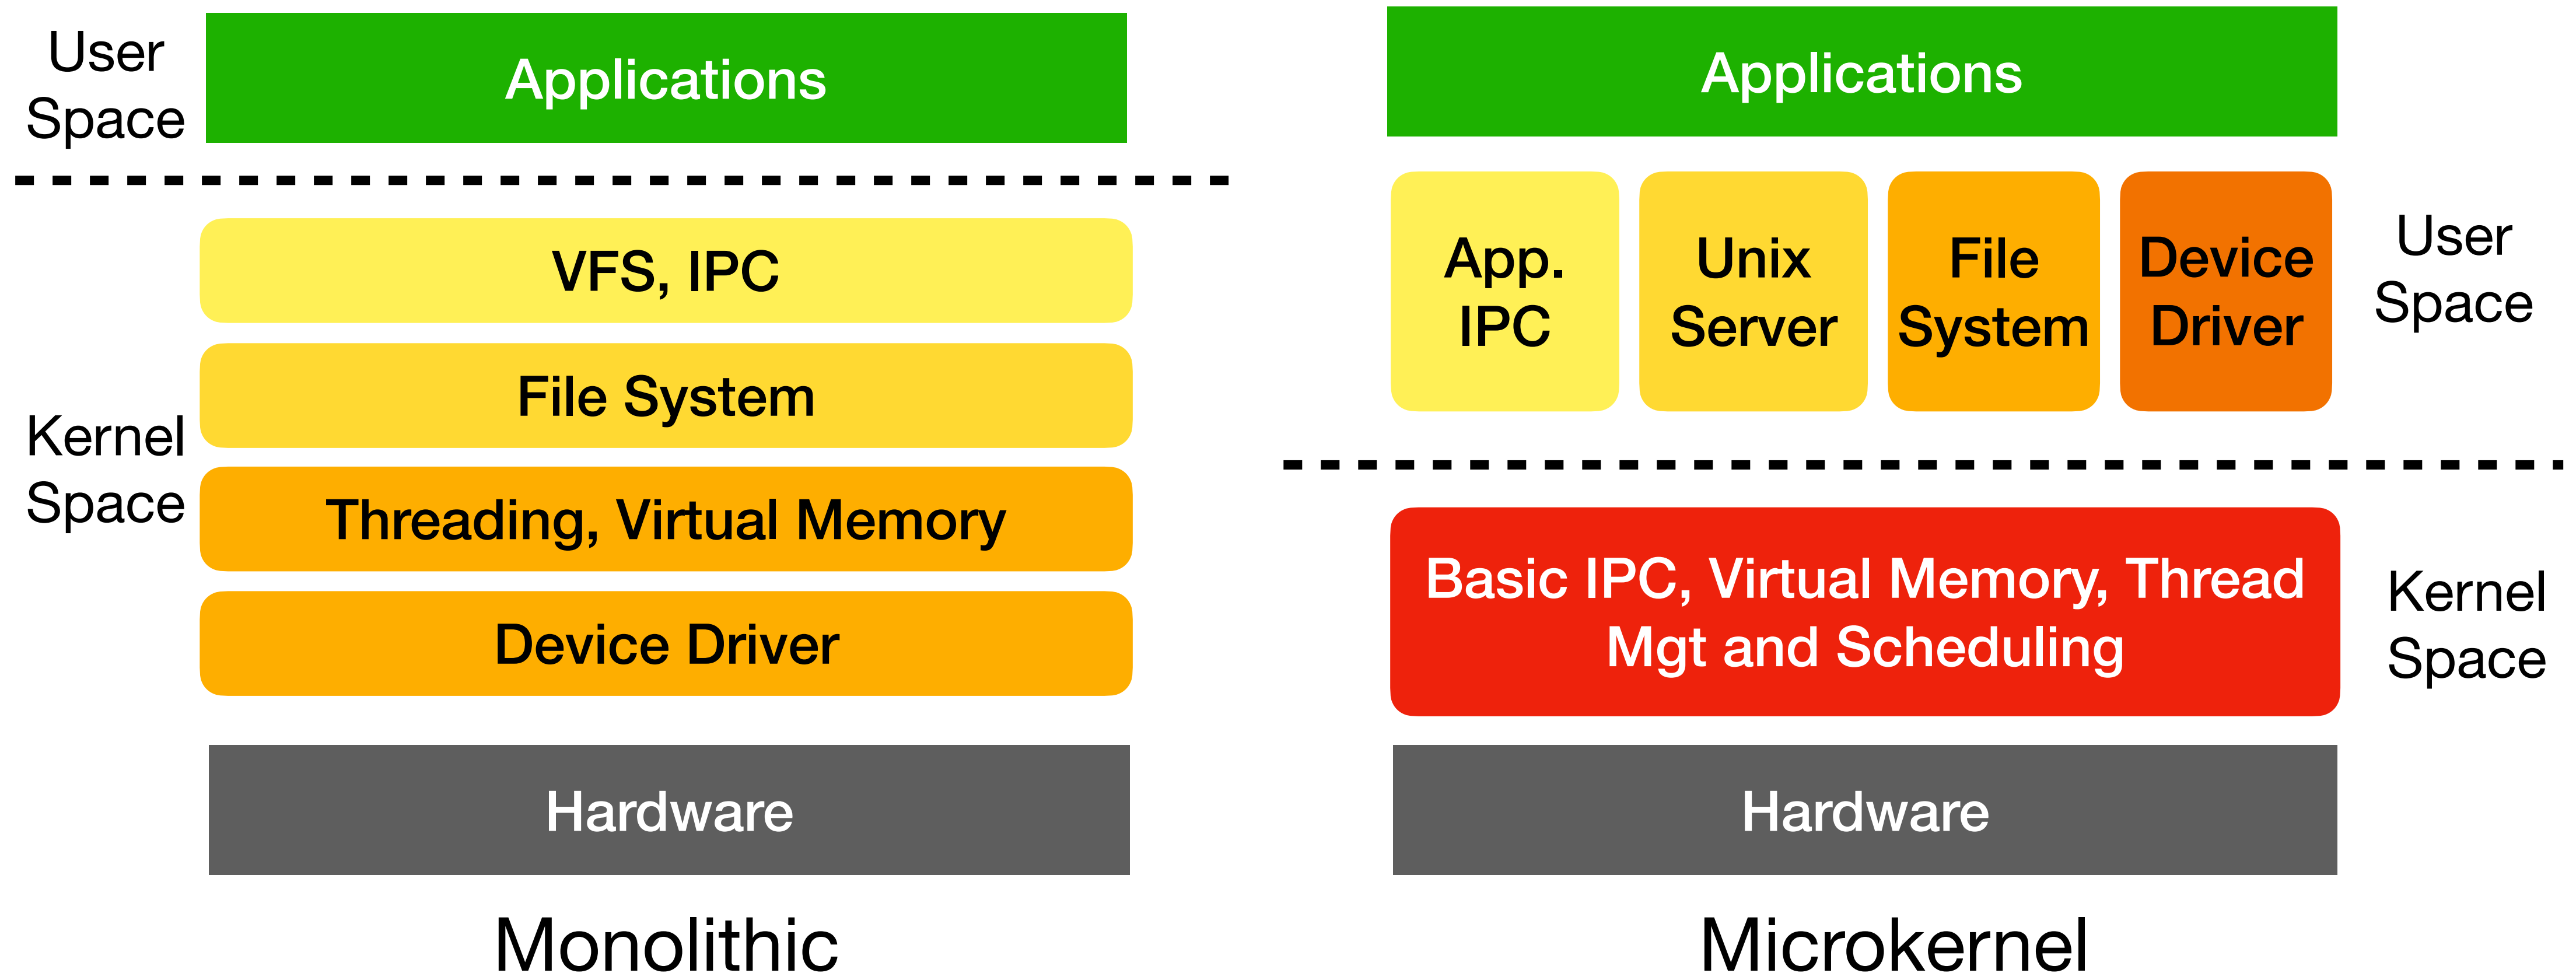 User
Space
Applications
VFS, IPC
File System
Kernel
Space
Threading, Virtual Memory
Device Driver
Hardware
Monolithic
Applications
App.
IPC
Unix
Server
File
System
Device
Driver
User
Space
Basic IPC, Virtual Memory, Thread
Mgt and Scheduling
Kernel
Space
Hardware
Microkernel